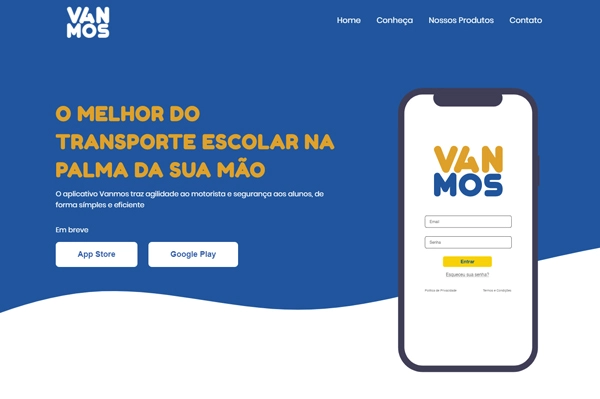 VAN
MOS
Home
Conheça
Nossos Produtos
Contato
O MELHOR DO
TRANSPORTE ESCOLAR NA
PALMA DA SUA MÃO
O aplicativo Vanmos traz agilidade ao motorista e segurança aos alunos, de
forma simples e eficiente
Em breve
App Store
Google Play
VAN
MOS
Email
Senha
Entrar
Esqueceu sua senha?
Política de Privacidade
Termos e Condições